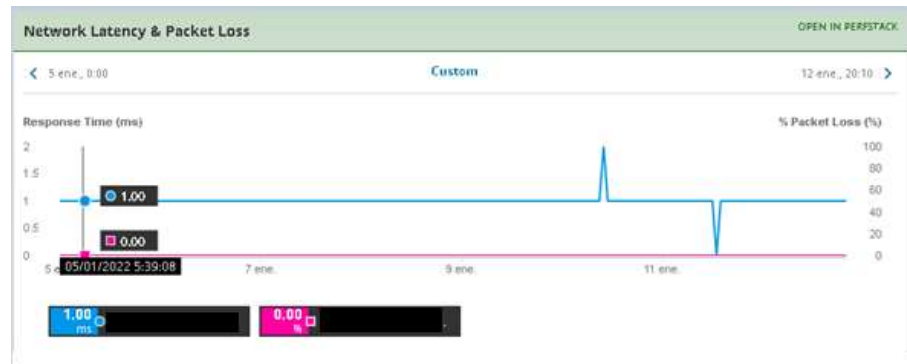 Network Latency & Packet Loss
OPEN IN PERFSTACK
5 ene., 0:00
Custom
12 ene., 20:10
Response Time (ms)
% Packet Loss (%)
2
100
1.5
80
1
60
0.5
40
20
0
0
1.00
0.00
05/01/2022 5:39:08
7 ene.
9 ene.
11 ene.
1.00
ms
0.00
%